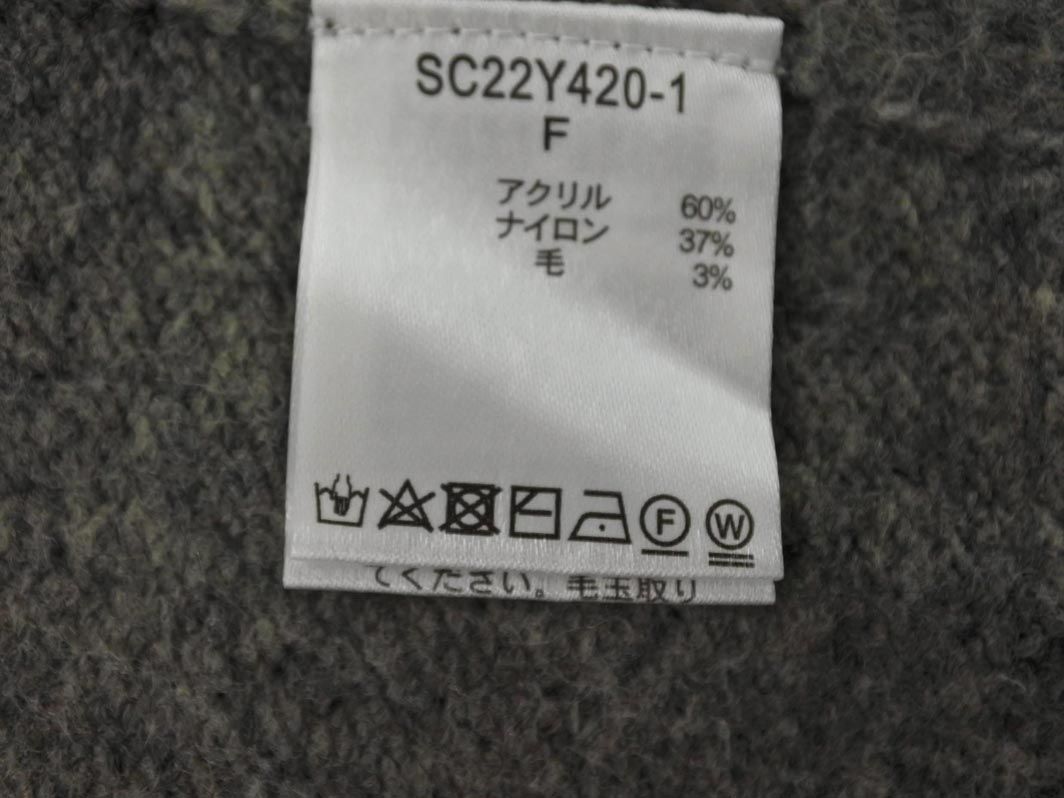 SC22Y420-1
F
アクリル 60%
ナイロン 37%
毛 3%
F W
てください。毛玉取り